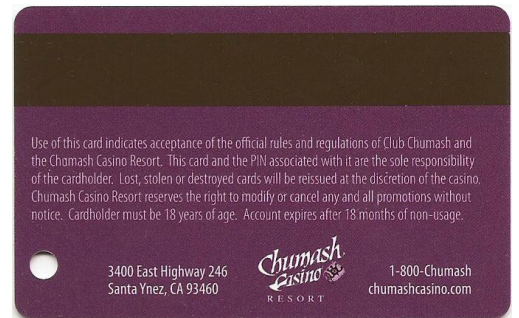 Use of this card indicates acceptance of the official rules and regulations of Club Chumash and
the Chumash Casino Resort. This card and the PIN associated with it are the sole responsibility
of the cardholder. Lost, stolen or destroyed cards will be reissued at the discretion of the casino.
Chumash Casino Resort reserves the right to modify or cancel any and all promotions without
notice. Cardholder must be 18 years of age. Account expires after 18 months of non-usage.
3400 East Highway 246
Santa Ynez, CA 93460
Chumash
Casino
RESORT
1-800-Chumash
chumashcasino.com